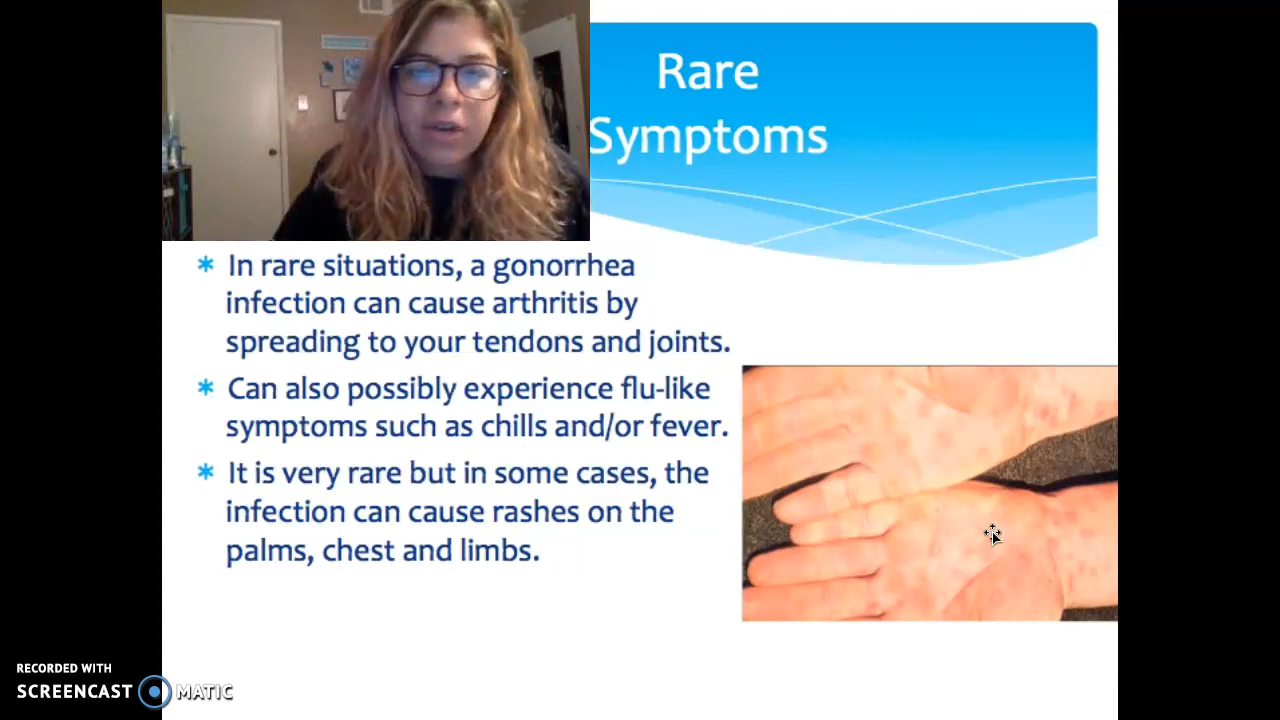 Rare
Symptoms
* In rare situations, a gonorrhea
infection can cause arthritis by
spreading to your tendons and joints.
* Can also possibly experience flu-like
symptoms such as chills and/or fever.
* It is very rare but in some cases, the
infection can cause rashes on the
palms, chest and limbs.
RECORDED WITH
SCREENCAST MATIC